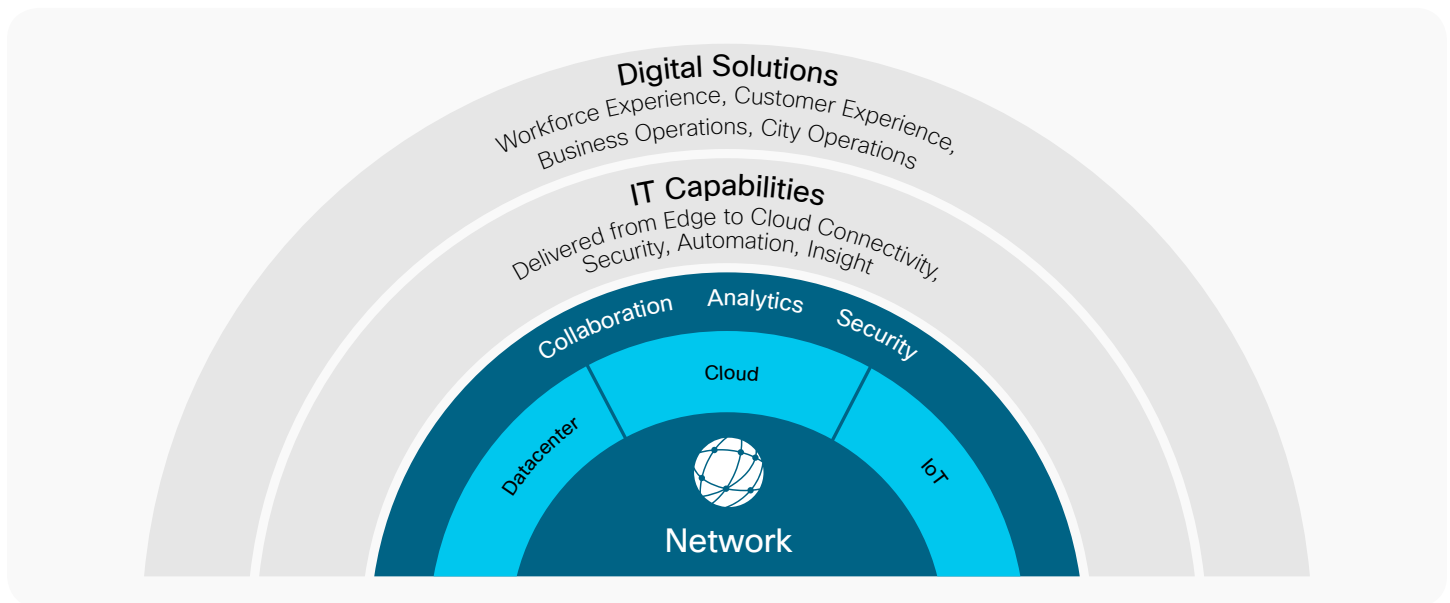 Digital Solutions
Workforce Experience, Customer Experience,
Business Operations, City Operations
IT Capabilities
Delivered from Edge to Cloud Connectivity,
Security, Automation, Insight
Collaboration
Analytics
Security
Datacenter
Cloud
IoT
Network